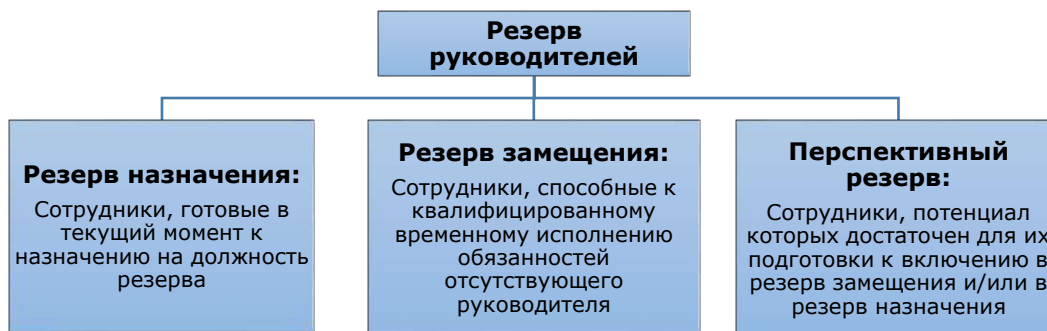 Резерв
руководителей
Резерв назначения:
Сотрудники, готовые в
текущий момент к
назначению на должность
резерва
Резерв замещения:
Сотрудники, способные к
квалифицированному
временному исполнению
обязанностей
отсутствующего
руководителя
Перспективный
резерв:
Сотрудники, потенциал
которых достаточен для их
подготовки к включению в
резерв замещения и/или в
резерв назначения